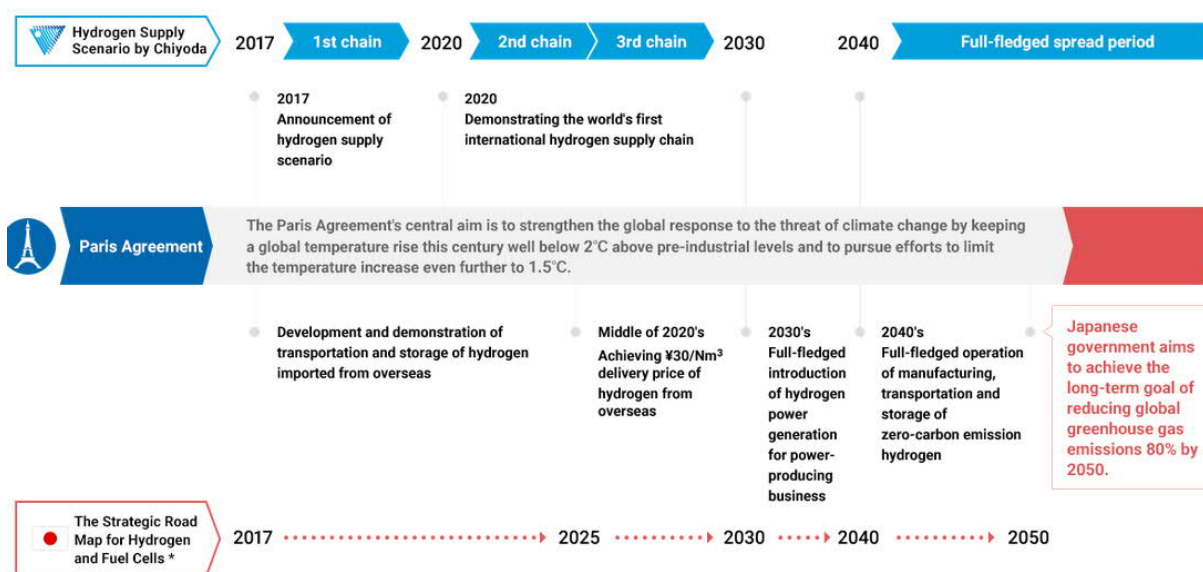 Hydrogen Supply
Scenario by Chiyoda
2017
1st chain
2020
2nd chain
3rd chain
2030
2040
Full-fledged spread period
2017
Announcement of
hydrogen supply
scenario
2020
Demonstrating the world's first
international hydrogen supply chain
Paris Agreement
The Paris Agreement's central aim is to strengthen the global response to the threat of climate change by keeping
a global temperature rise this century well below 2°C above pre-industrial levels and to pursue efforts to limit
the temperature increase even further to 1.5°C.
Development and demonstration of
transportation and storage of hydrogen
imported from overseas
Middle of 2020's
Achieving ¥30/Nm³
delivery price of
hydrogen from
overseas
2030's
Full-fledged
introduction
of hydrogen
power
generation
for power-
producing
business
2040's
Full-fledged operation
of manufacturing,
transportation and
storage of
zero-carbon emission
hydrogen
Japanese
government aims
to achieve the
long-term goal of
reducing global
greenhouse gas
emissions 80% by
2050.
The Strategic Road
Map for Hydrogen
and Fuel Cells *
2017
2025
2030
2040
2050